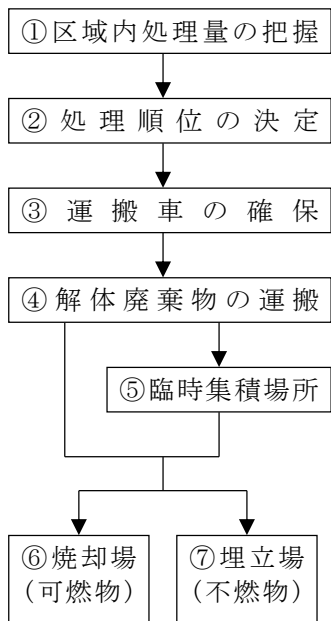 ①区域内処理量の把握
②処理順位の決定
③運搬車の確保
④解体廃棄物の運搬
⑤臨時集積場所
⑥焼却場
(可燃物)
⑦埋立場
(不燃物)